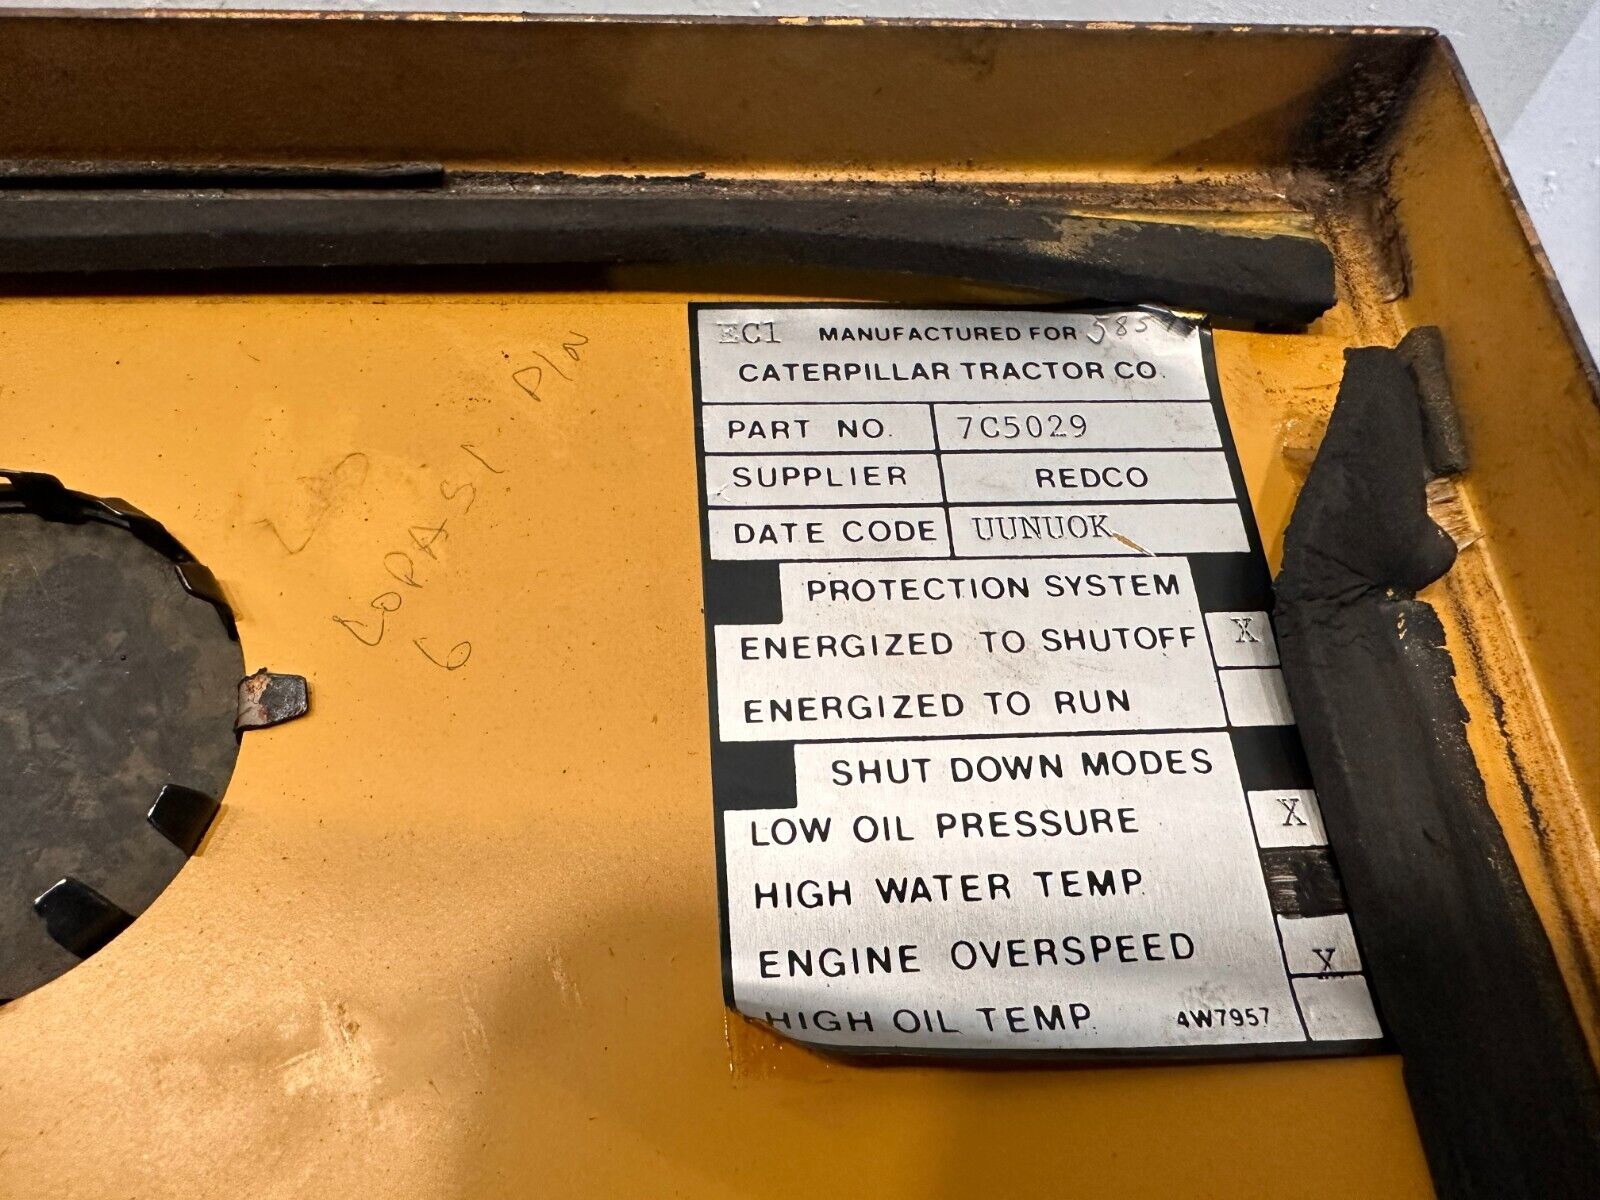 EC1 MANUFACTURED FOR
CATERPILLAR TRACTOR CO.
PART NO. 7C5029
SUPPLIER REDCO
DATE CODE UUNUOK
PROTECTION SYSTEM
ENERGIZED TO SHUTOFF X
ENERGIZED TO RUN
SHUT DOWN MODES
LOW OIL PRESSURE X
HIGH WATER TEMP.
ENGINE OVERSPEED X
HIGH OIL TEMP. 4W7957
P/N
6